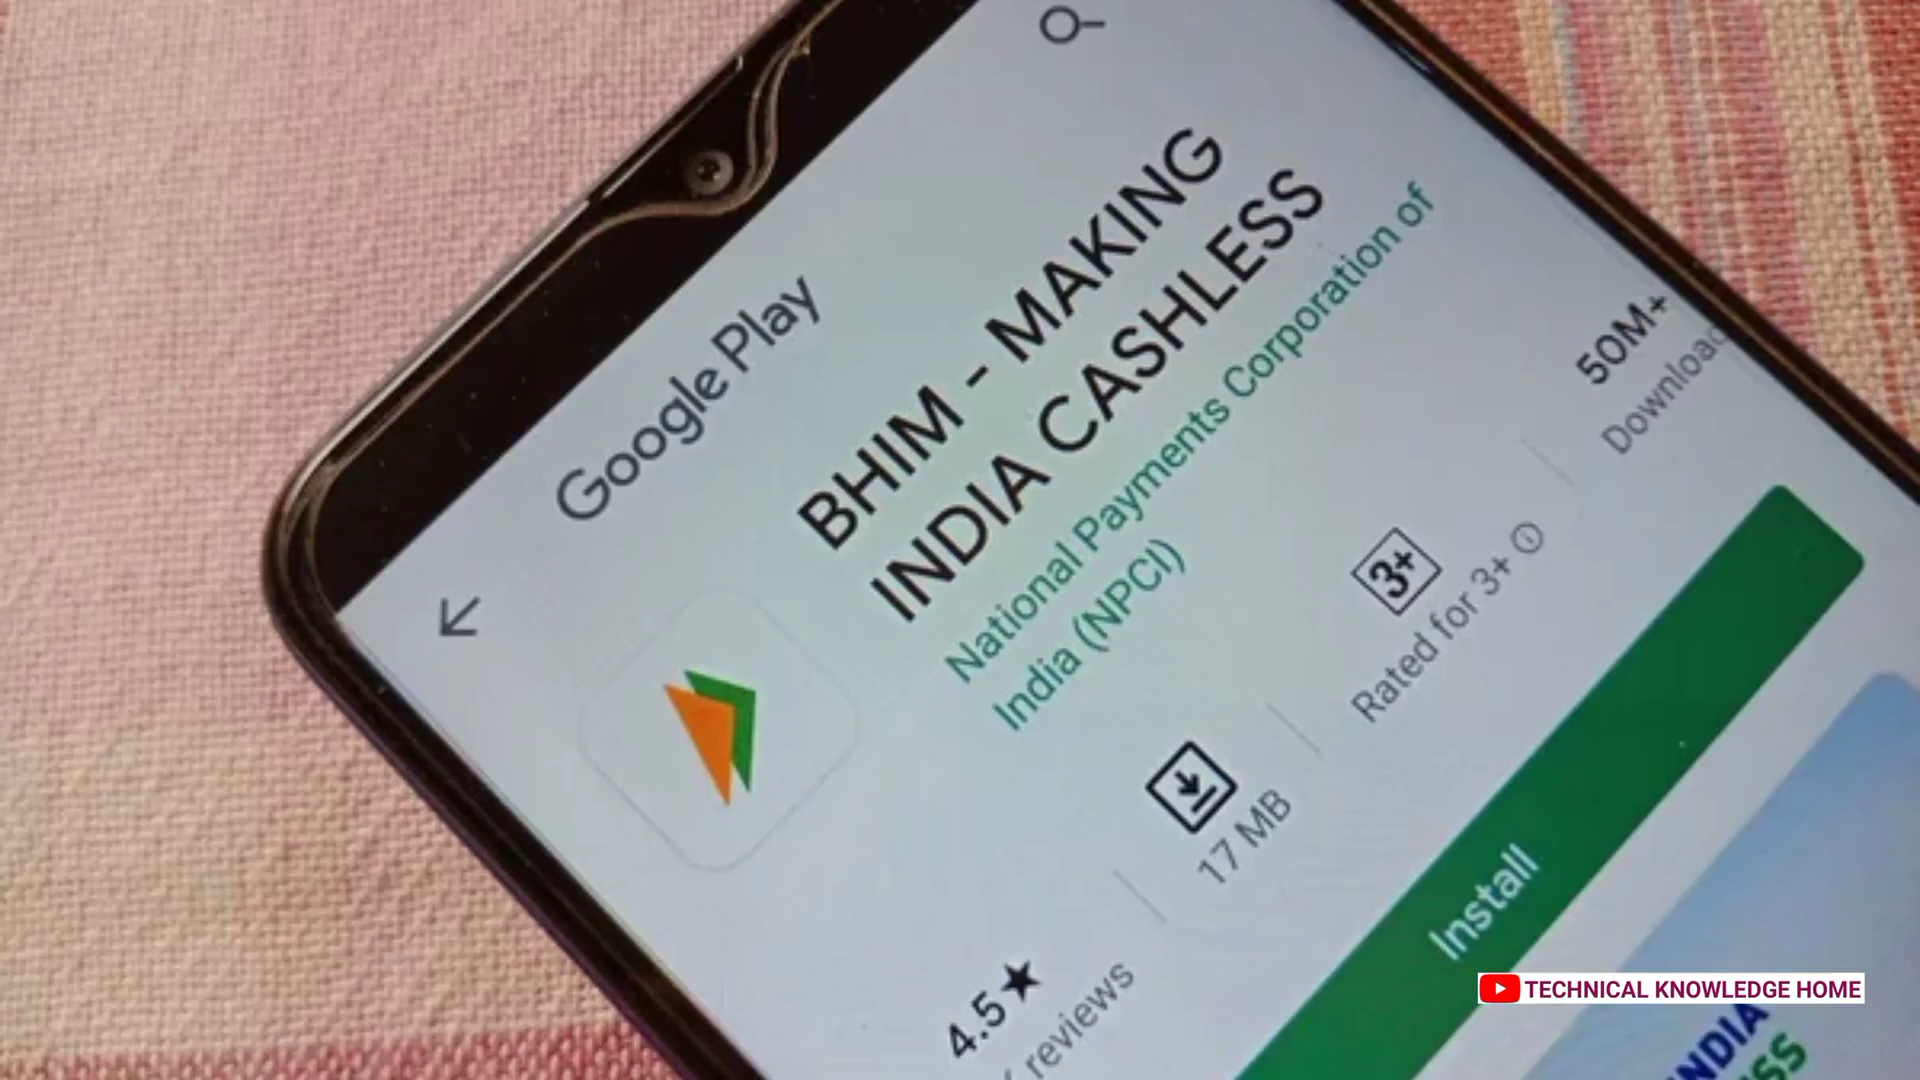 Google Play
BHIM - MAKING
INDIA CASHLESS
National Payments Corporation of
India (NPCI)
4.5★
reviews
17 MB
3+
Rated for 3+
50M+
Install
TECHNICAL KNOWLEDGE HOME